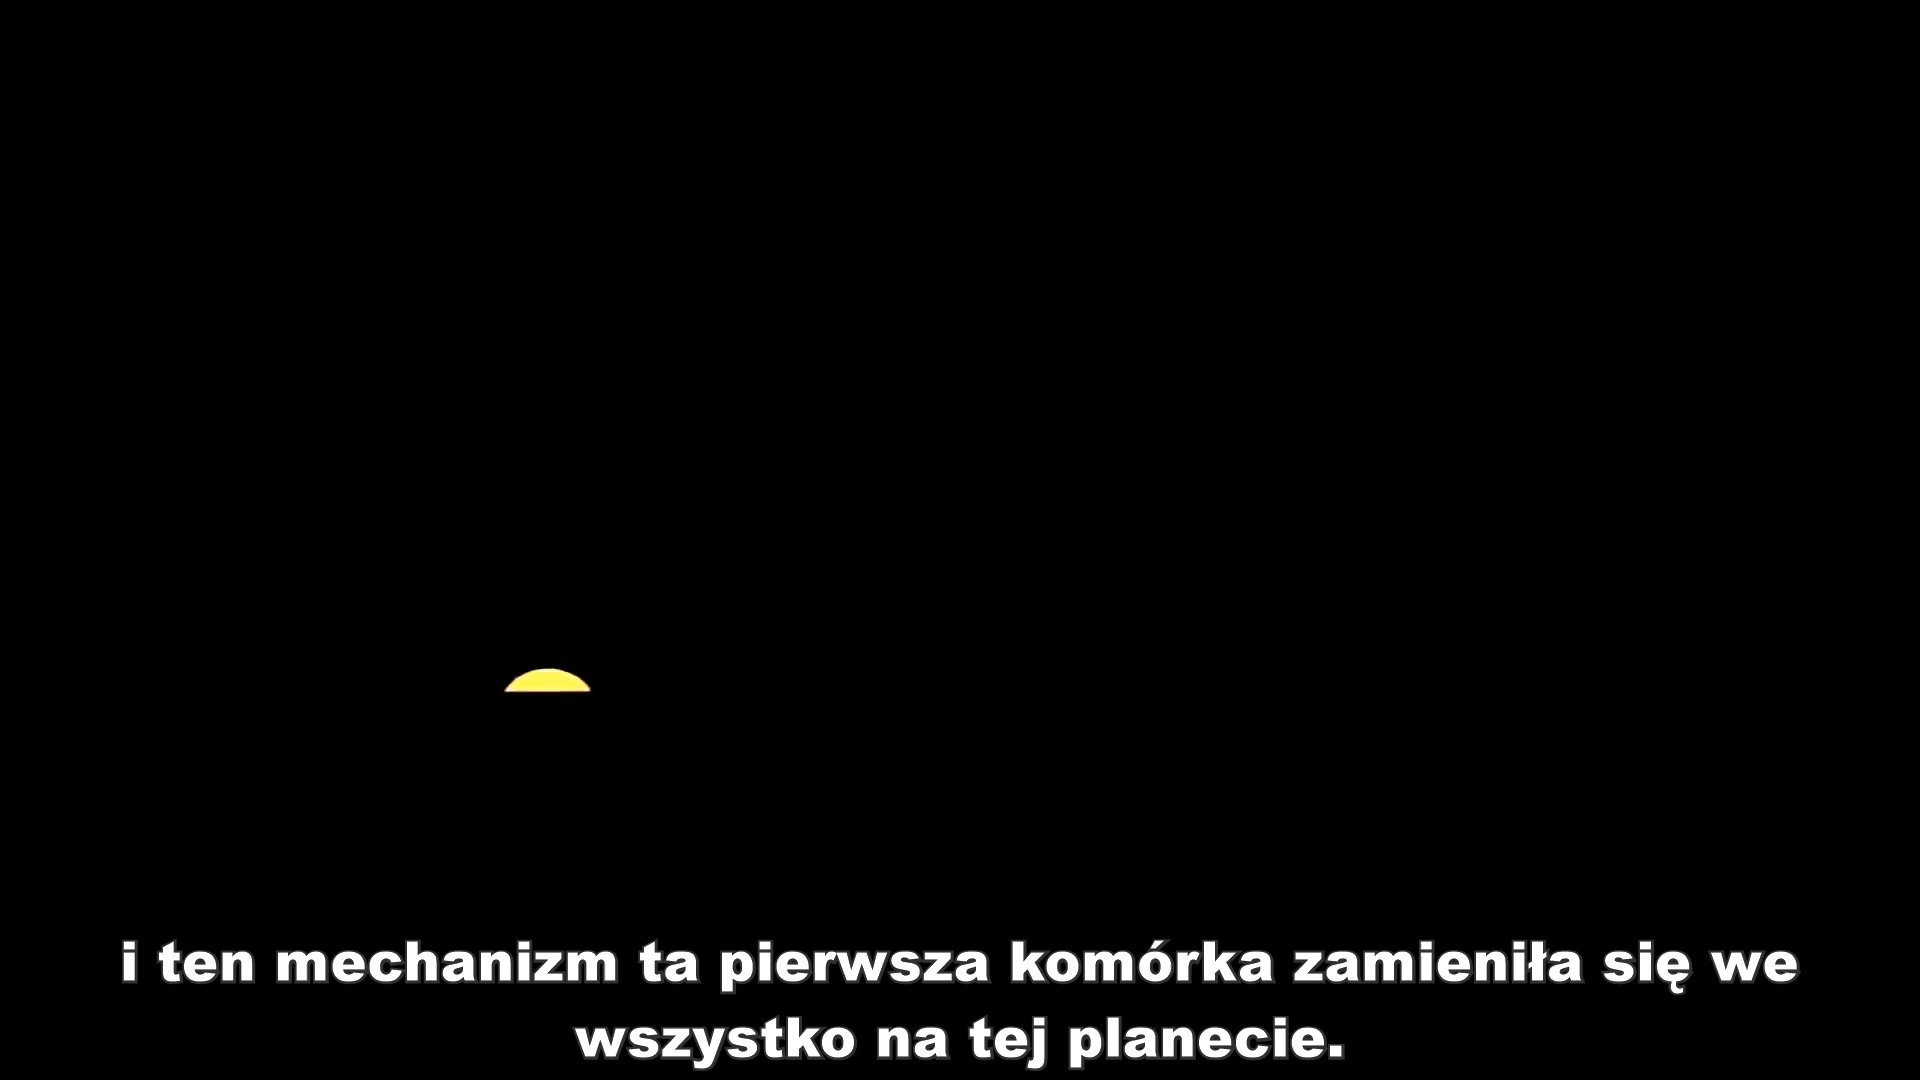 i ten mechanizm ta pierwsza komórka zamieniła się we
wszystko na tej planecie.